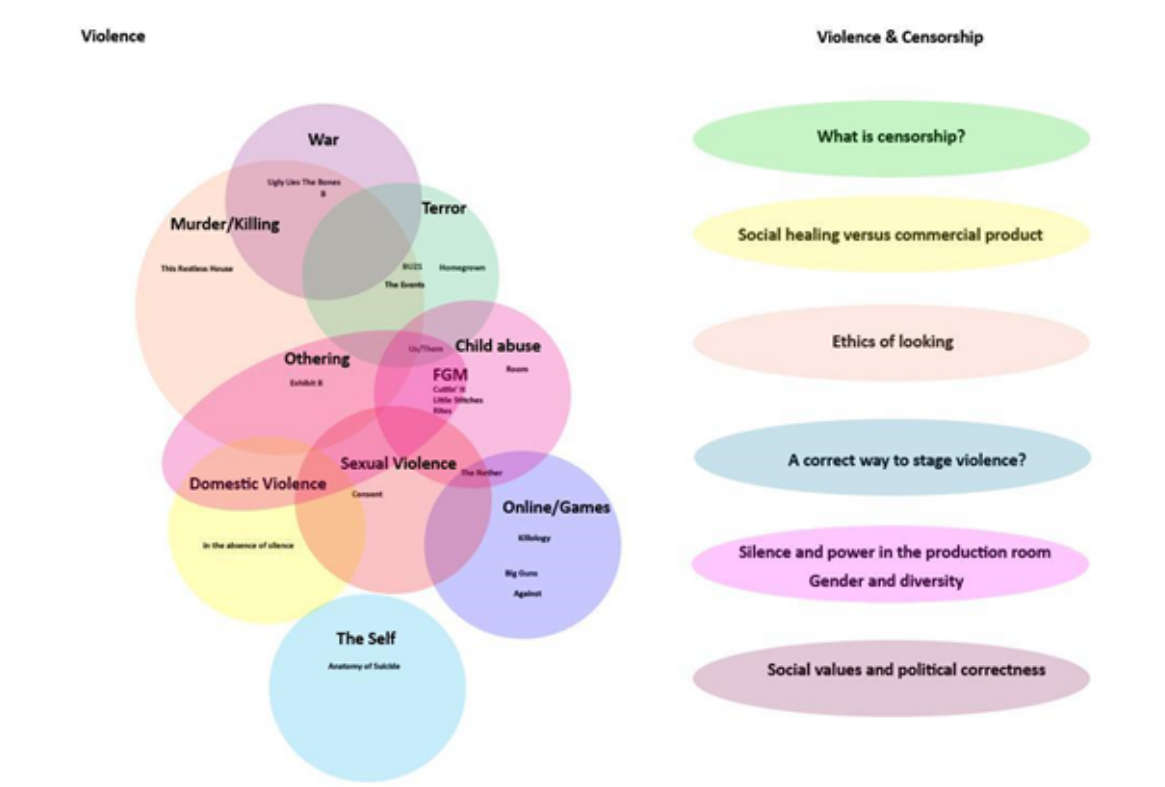 Violence
War
Ugly Lies The Bones
B
Murder/Killing
Terror
This Restless House
BU21
Homegrown
The Events
Othering
Exhibit B
Us/Them
Child abuse
Room
FGM
Cuttin' It
Little Stitches
Rites
Sexual Violence
The Nether
Consent
Domestic Violence
In the absence of silence
Online/Games
Killology
Big Guns
Against
The Self
Anatomy of Suicide
Violence & Censorship
What is censorship?
Social healing versus commercial product
Ethics of looking
A correct way to stage violence?
Silence and power in the production room
Gender and diversity
Social values and political correctness